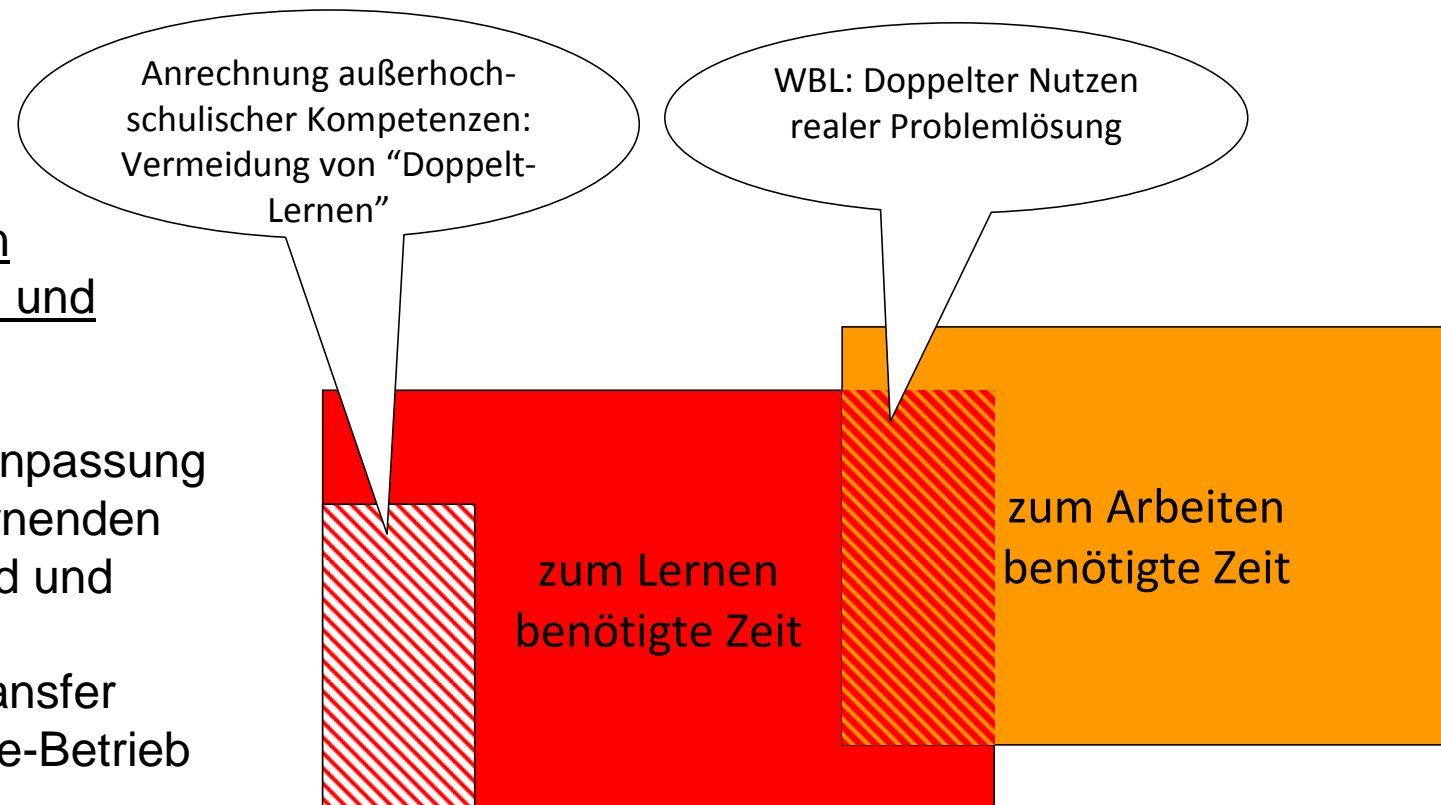 Anrechnung außerhoch-
schulischer Kompetenzen:
Vermeidung von “Doppelt-
Lernen”
WBL: Doppelter Nutzen
realer Problemlösung
n
und
npassung
nenden
d und
ansfer
e-Betrieb
zum Lernen
benötigte Zeit
zum Arbeiten
benötigte Zeit